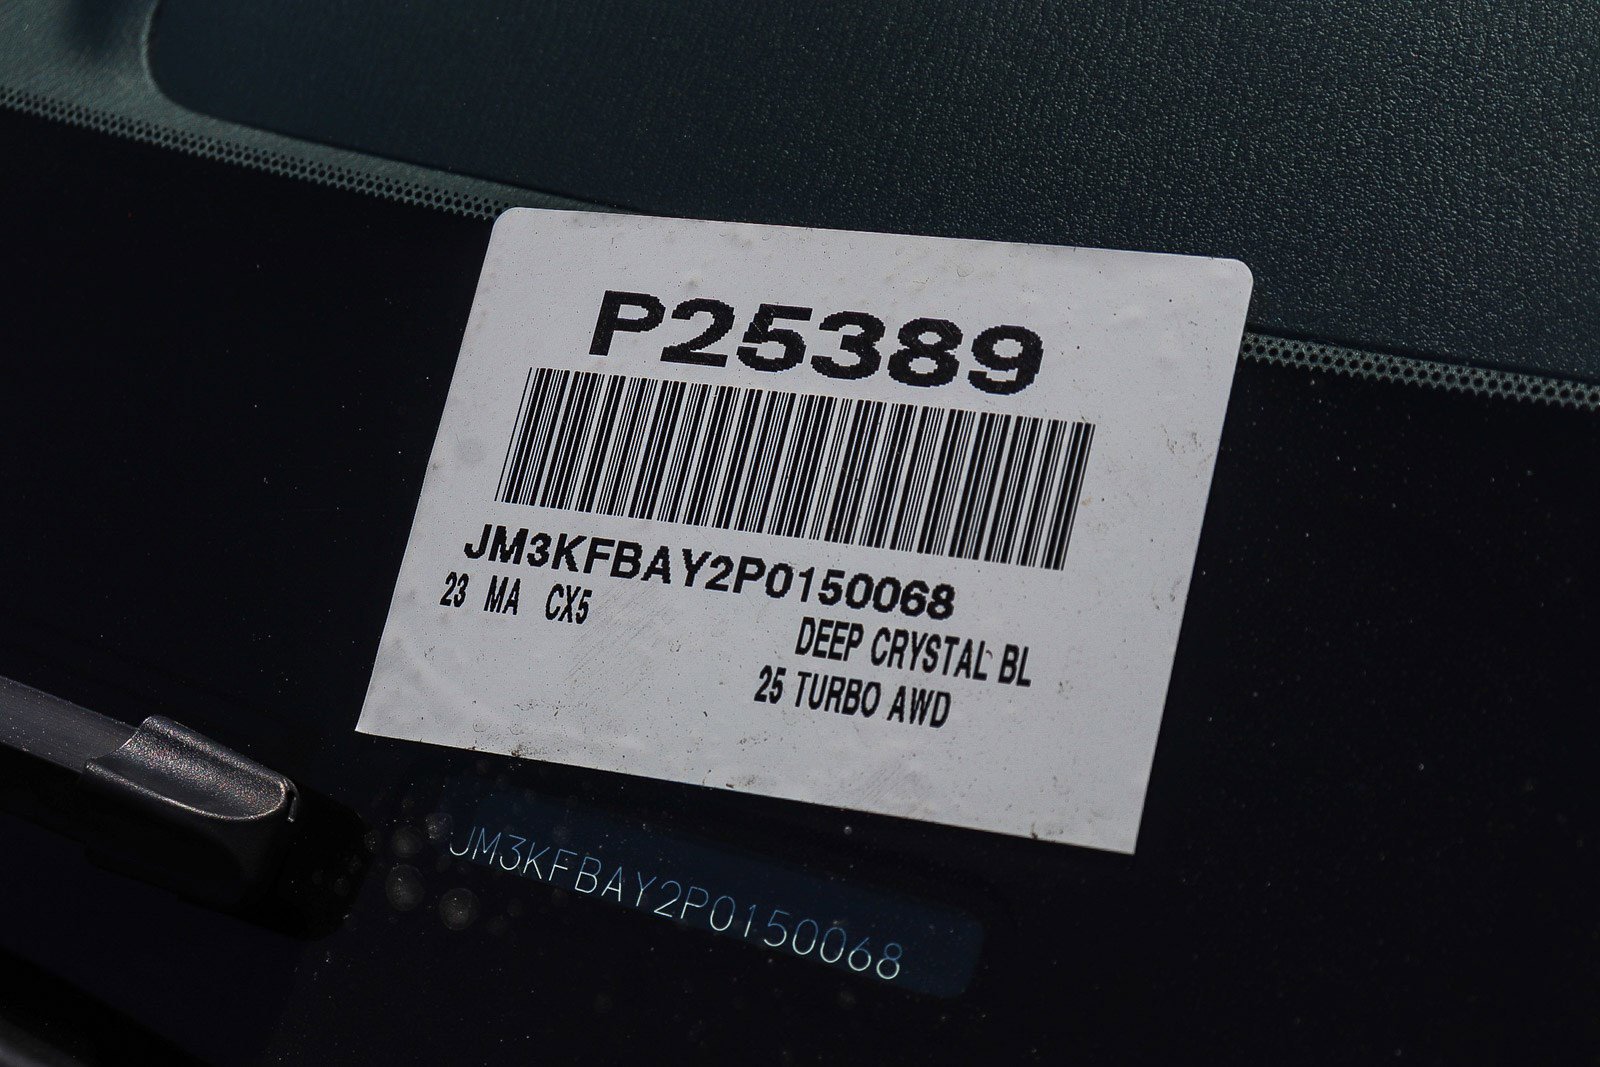 P25389
JM3KFBAY2P0150068
23 MA CX5
DEEP CRYSTAL BL
25 TURBO AWD
JM3KFBAY2P0150068